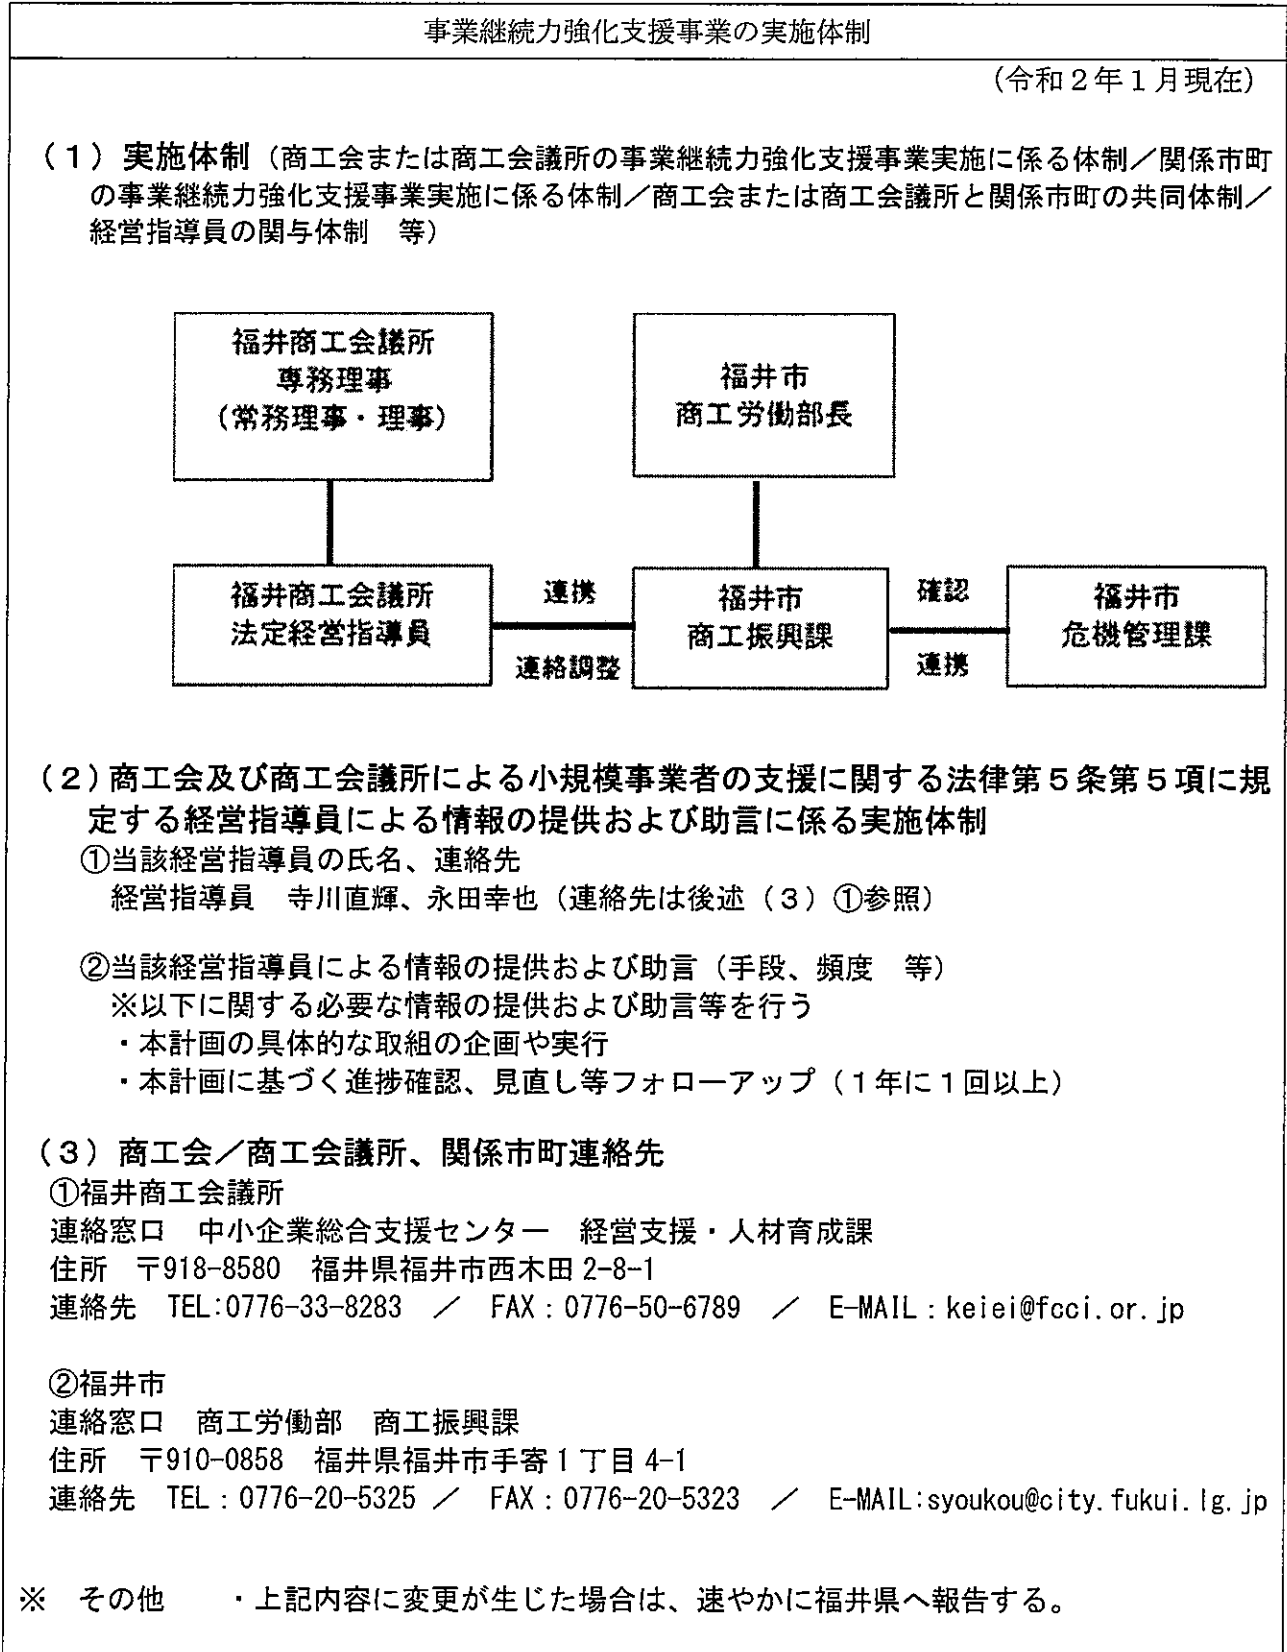 事業継続力強化支援事業の実施体制
(令和2年1月現在)
(1)実施体制(商工会または商工会議所の事業継続力強化支援事業実施に係る体制/関係市町
の事業継続力強化支援事業実施に係る体制/商工会または商工会議所と関係市町の共同体制/
経営指導員の関与体制 等)
福井商工会議所
専務理事
(常務理事・理事)
福井市
商工労働部長
福井商工会議所
法定経営指導員
連携
連絡調整
福井市
商工振興課
確認
連携
福井市
危機管理課
(2)商工会及び商工会議所による小規模事業者の支援に関する法律第5条第5項に規
定する経営指導員による情報の提供および助言に係る実施体制
①当該経営指導員の氏名、連絡先
経営指導員 寺川直輝、永田幸也(連絡先は後述(3)①参照)
②当該経営指導員による情報の提供および助言(手段、頻度 等)
※以下に関する必要な情報の提供および助言等を行う
・本計画の具体的な取組の企画や実行
・本計画に基づく進捗確認、見直し等フォローアップ(1年に1回以上)
(3)商工会/商工会議所、関係市町連絡先
①福井商工会議所
連絡窓口 中小企業総合支援センター 経営支援・人材育成課
住所 〒918-8580 福井県福井市西木田2-8-1
連絡先 TEL:0776-33-8283 / FAX:0776-50-6789 / E-MAIL:keiei@fcci.or.jp
②福井市
連絡窓口 商工労働部 商工振興課
住所 〒910-0858 福井県福井市手寄1丁目4-1
連絡先 TEL:0776-20-5325 / FAX:0776-20-5323 / E-MAIL:syoukou@city.fukui.lg.jp
※ その他 ・上記内容に変更が生じた場合は、速やかに福井県へ報告する。